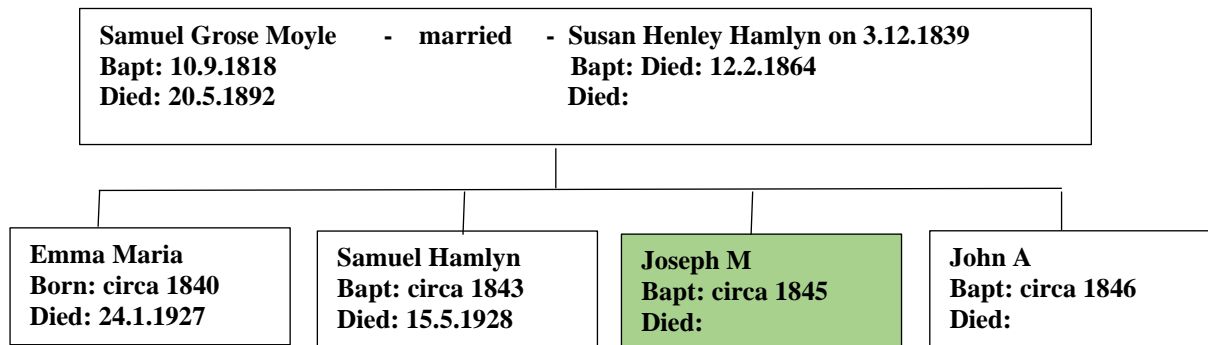 Samuel Grose Moyle - married - Susan Henley Hamlyn on 3.12.1839
Bapt: 10.9.1818 Bapt: Died: 12.2.1864
Died: 20.5.1892 Died:
Emma Maria
Born: circa 1840
Died: 24.1.1927
Samuel Hamlyn
Bapt: circa 1843
Died: 15.5.1928
Joseph M
Bapt: circa 1845
Died:
John A
Bapt: circa 1846
Died: